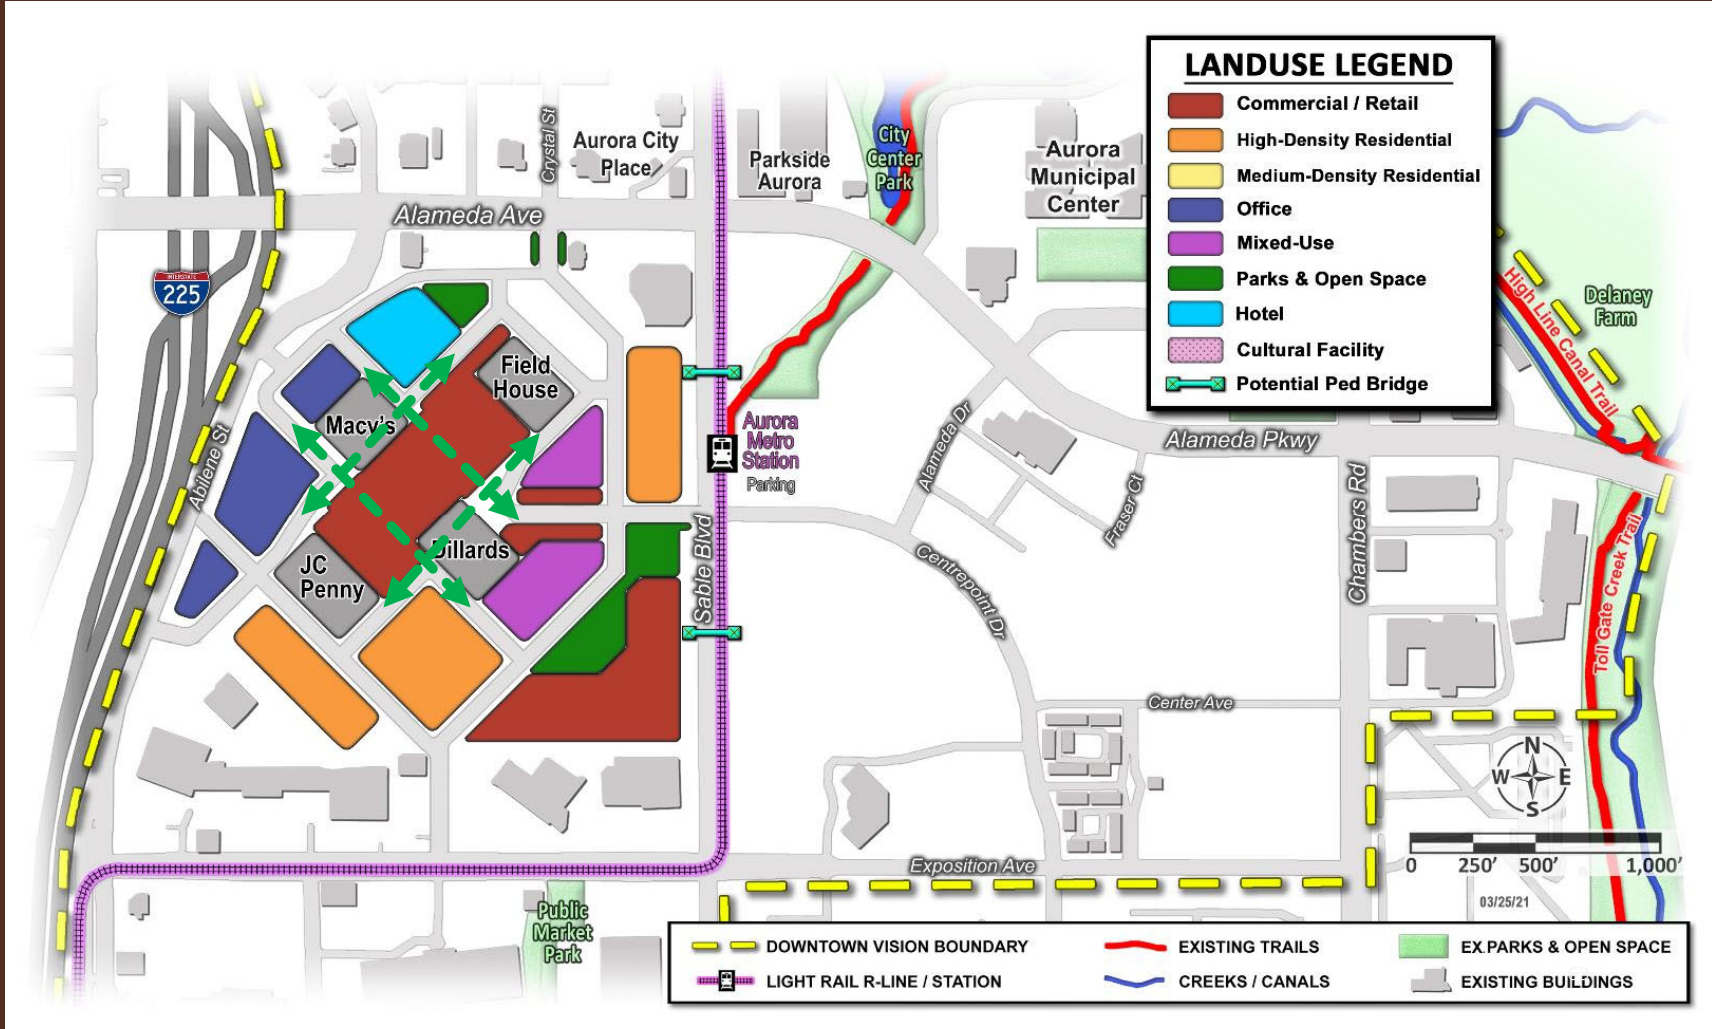 LANDUSE LEGEND
Commercial / Retail
High-Density Residential
Medium-Density Residential
Office
Mixed-Use
Parks & Open Space
Hotel
Cultural Facility
Potential Ped Bridge
Crystal St
Aurora City
Place
Parkside
Aurora
City
Center
Park
Aurora
Municipal
Center
Alameda Ave
INTERSTATE
225
High Line Canal Trail
Delaney
Farm
Field
House
Macy's
Abilene St
Aurora
Metro
Station
Parking
Alameda Dr
Alameda Pkwy
Fraser Ct
Chambers Rd
JC
Penny
Dillards
Sable Blvd
Centrepoint Dr
Toll Gate Creek Trail
Center Ave
N
W
E
S
0
250'
500'
1,000'
Exposition Ave
03/25/21
Public
Market
Park
DOWNTOWN VISION BOUNDARY
EXISTING TRAILS
EX.PARKS & OPEN SPACE
LIGHT RAIL R-LINE / STATION
CREEKS / CANALS
EXISTING BUILDINGS